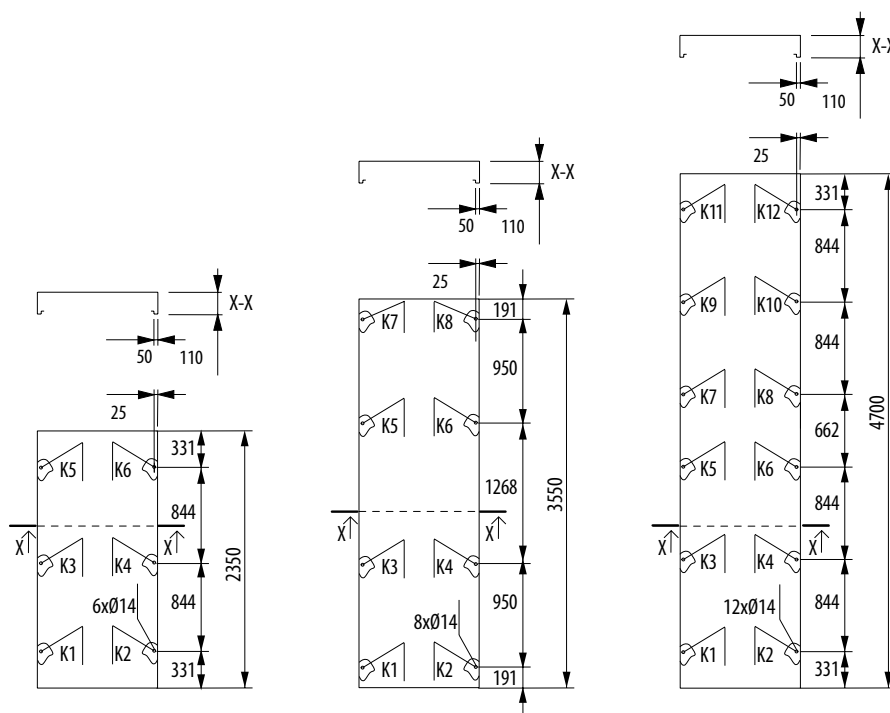 X-X
50
110
25
K5
K6
331
844
X
X
2350
K3
K4
844
6xØ14
K1
K2
331
X-X
50
110
25
K7
K8
191
950
K5
K6
1268
3550
X
X
K3
K4
950
8xØ14
K1
K2
191
X-X
50
110
25
K11
K12
331
844
K9
K10
844
K7
K8
4700
662
K5
K6
844
X
X
K3
K4
844
12xØ14
K1
K2
331